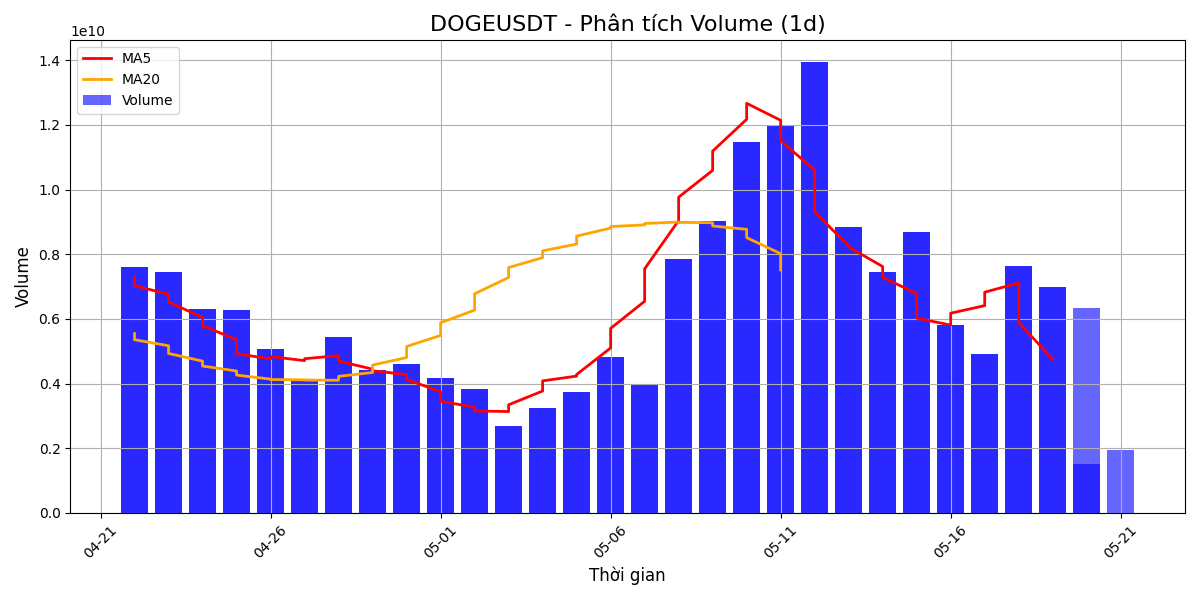 DOGEUSDT - Phân tích Volume (1d)
1e10
MA5
MA20
Volume
1.4
1.2
1.0
0.8
0.6
0.4
0.2
0.0
Volume
04-21
04-26
05-01
05-06
05-11
05-16
05-21
Thời gian